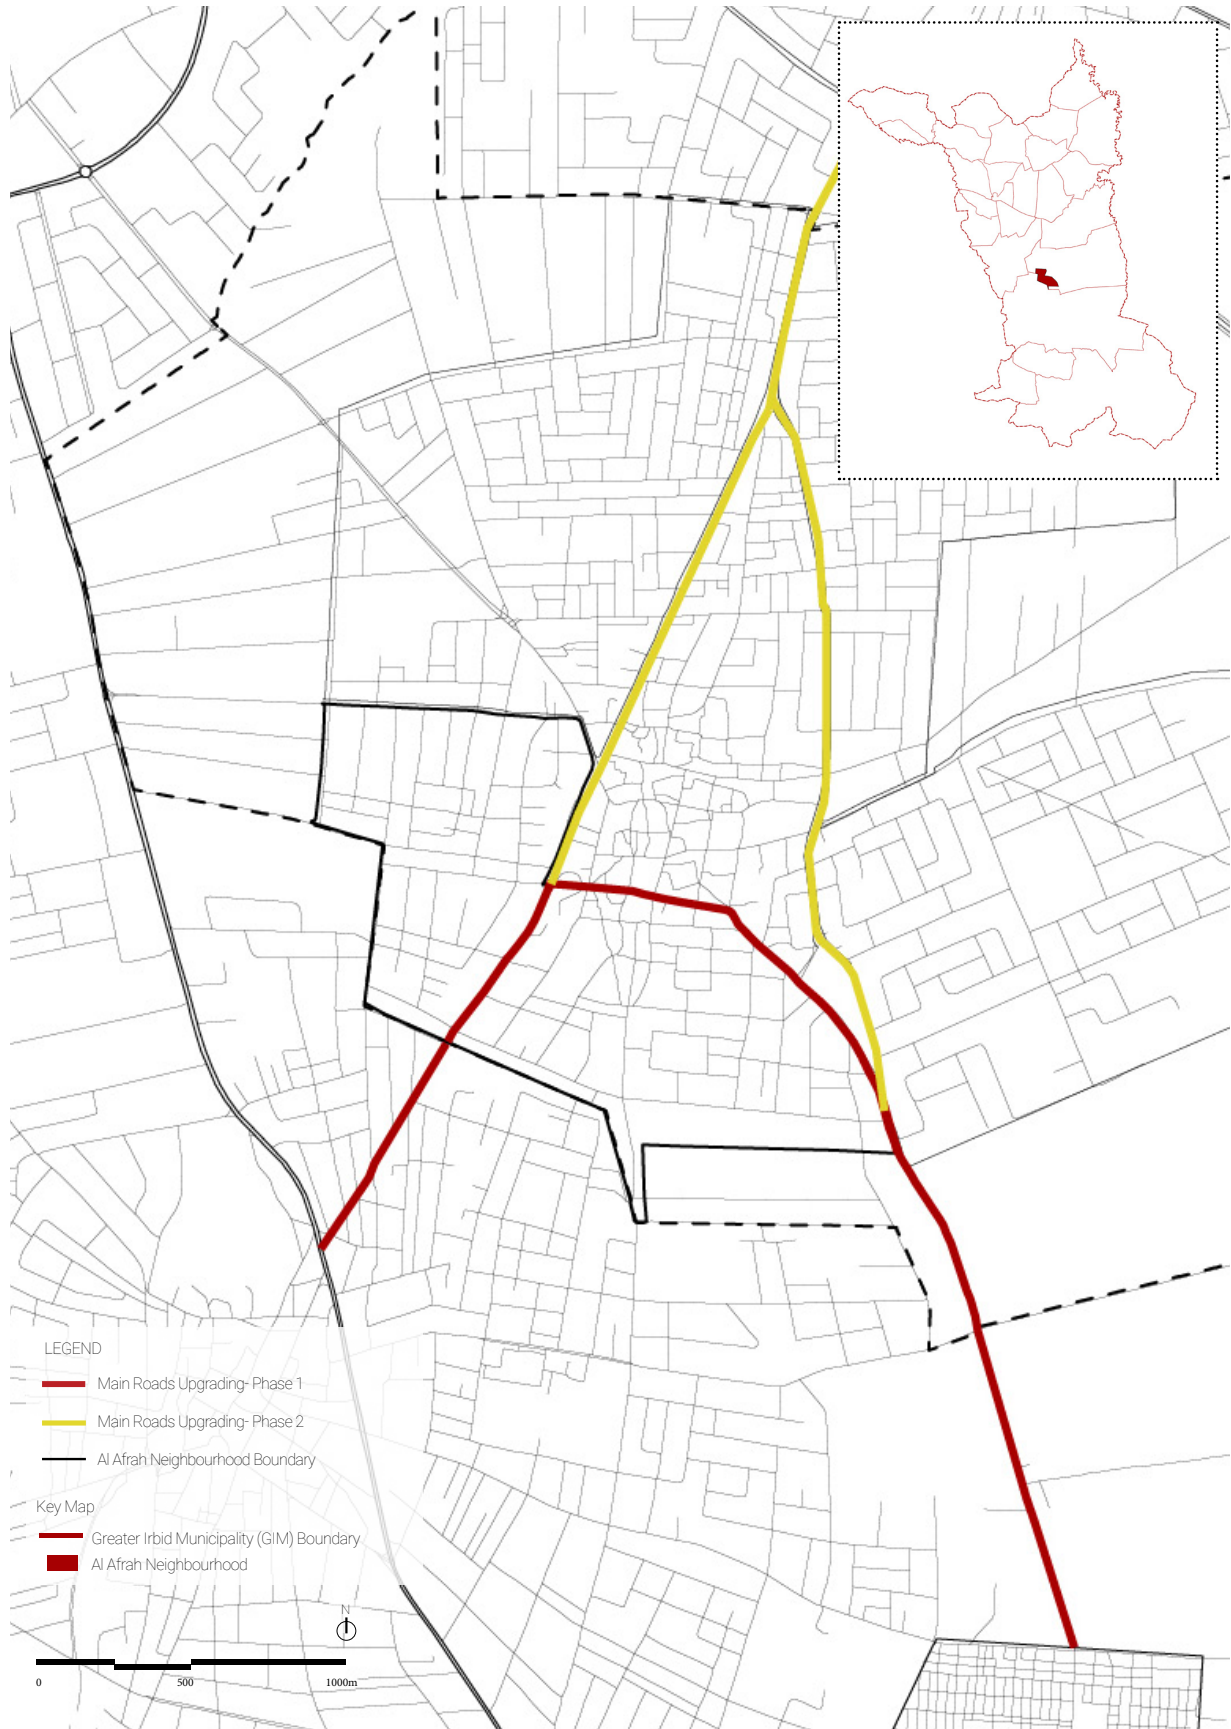 LEGEND
Main Roads Upgrading- Phase 1
Main Roads Upgrading- Phase 2
Al Afrah Neighbourhood Boundary
Key Map
Greater Irbid Municipality (GIM) Boundary
Al Afrah Neighbourhood
N
0 500 1000m